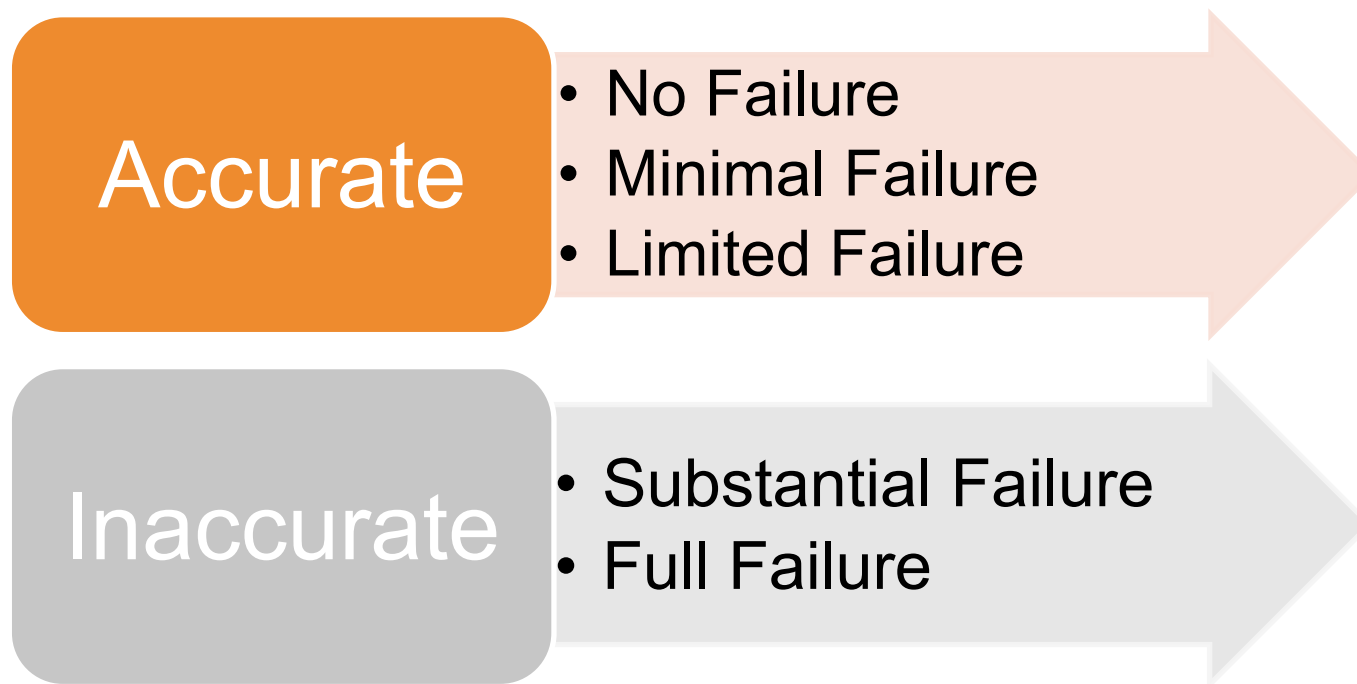 Accurate
• No Failure
• Minimal Failure
• Limited Failure
Inaccurate
• Substantial Failure
• Full Failure